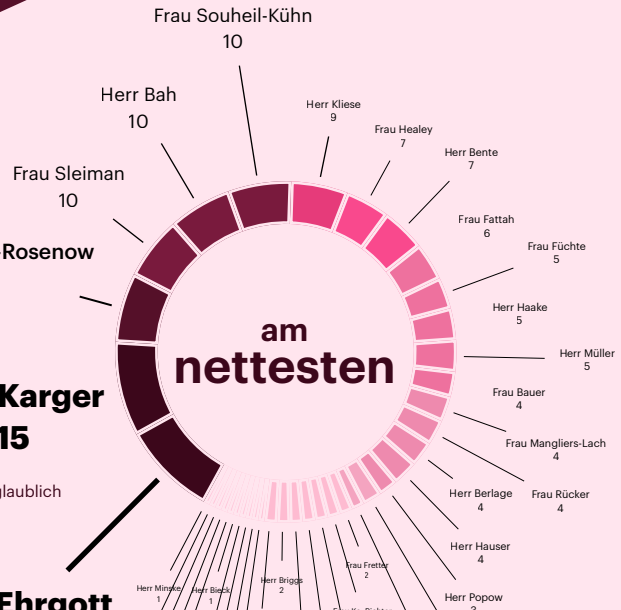 Frau Souheil-Kühn
10
Herr Bah
10
Herr Kliese
9
Frau Healey
7
Herr Bente
7
Frau Sleiman
10
Frau Fattah
6
-Rosenow
Frau Füchte
5
Herr Haake
5
am
nettesten
Herr Müller
5
Karger
15
Frau Bauer
4
Frau Mangliers-Lach
4
glaublich
Herr Berlage
4
Frau Rücker
4
Herr Hauser
4
Frau Fretter
2
Herr Briggs
2
Herr Minske
1
Herr Bieck
1
Herr Popow
Ehrgott